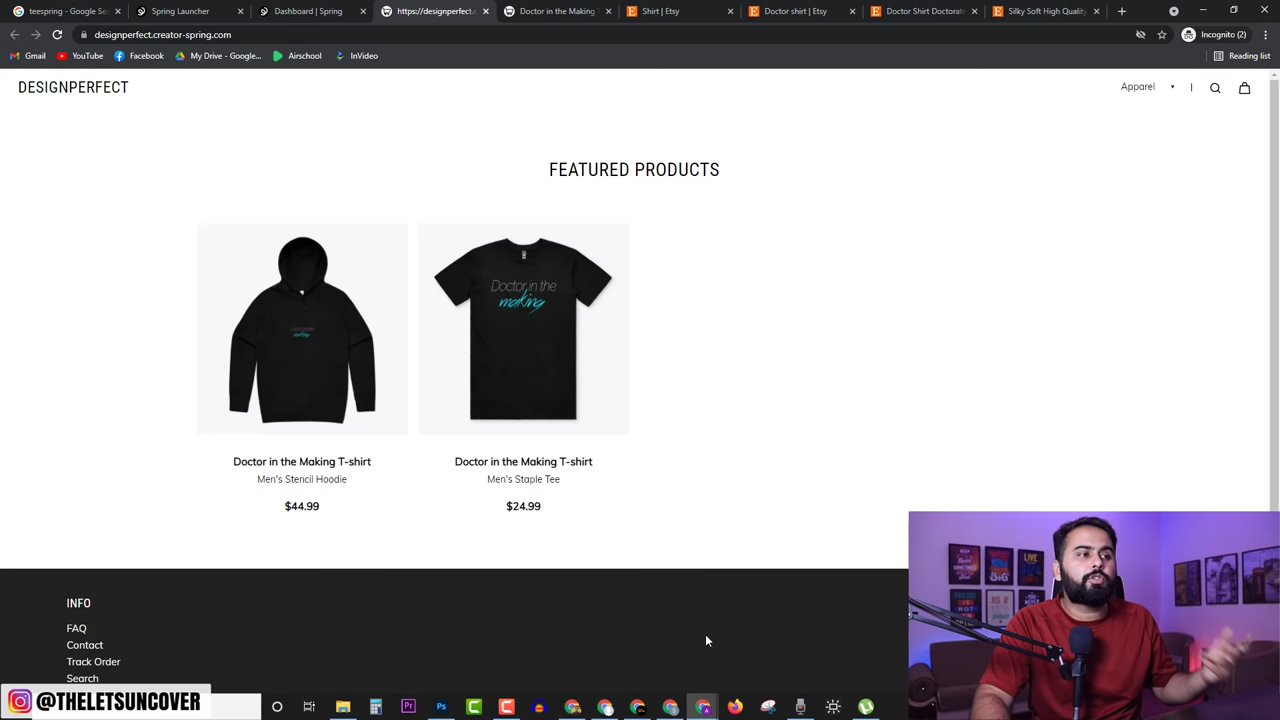 teespring - Google Se
Spring Launcher
Dashboard | Spring
https://designperfect.c
Doctor in the Making
Shirt | Etsy
Doctor shirt | Etsy
Doctor Shirt Doctorat
Silky Soft High Quality
designperfect.creator-spring.com
Incognito (2)
Gmail
YouTube
Facebook
My Drive - Google...
Airschool
InVideo
Reading list
DESIGNPERFECT
Apparel
FEATURED PRODUCTS
Doctor in the
making
Doctor in the Making T-shirt
Men's Stencil Hoodie
$44.99
Doctor in the Making T-shirt
Men's Staple Tee
$24.99
INFO
FAQ
Contact
Track Order
Search
@THELETSUNCOVER